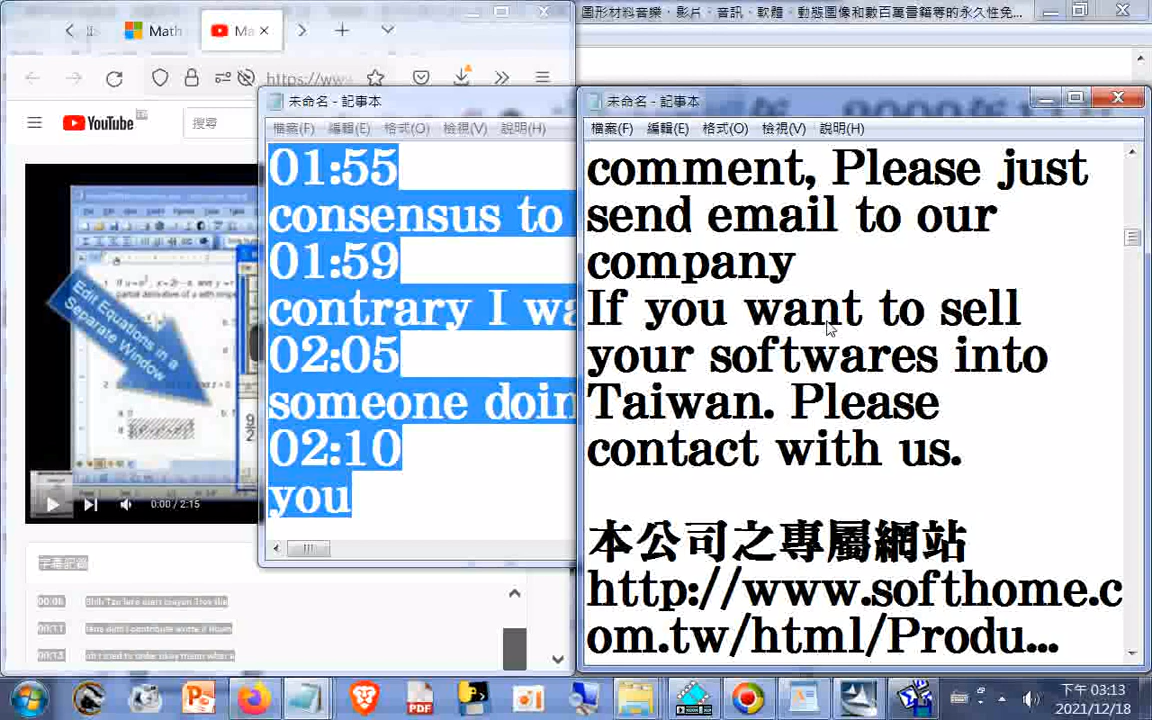 圖形材料音樂、影片、音訊、軟體、動態圖像和數百萬書籍等的永久性免...
Math
Ma
https://www
YouTube
TW
搜尋
未命名 - 記事本
檔案(F) 編輯(E) 格式(O) 檢視(V) 說明(H)
01:55
consensus to
01:59
contrary I wa
02:05
someone doin
02:10
you
未命名 - 記事本
檔案(F) 編輯(E) 格式(O) 檢視(V) 說明(H)
comment, Please just
send email to our
company
If you want to sell
your softwares into
Taiwan. Please
contact with us.
本公司之專屬網站
http://www.softhome.c
om.tw/html/Produ...
Edit Equations in a
Separate Window
0:00 / 2:15
字幕記錄
00:08
00:11
00:13
PDF
下午 03:13
2021/12/18